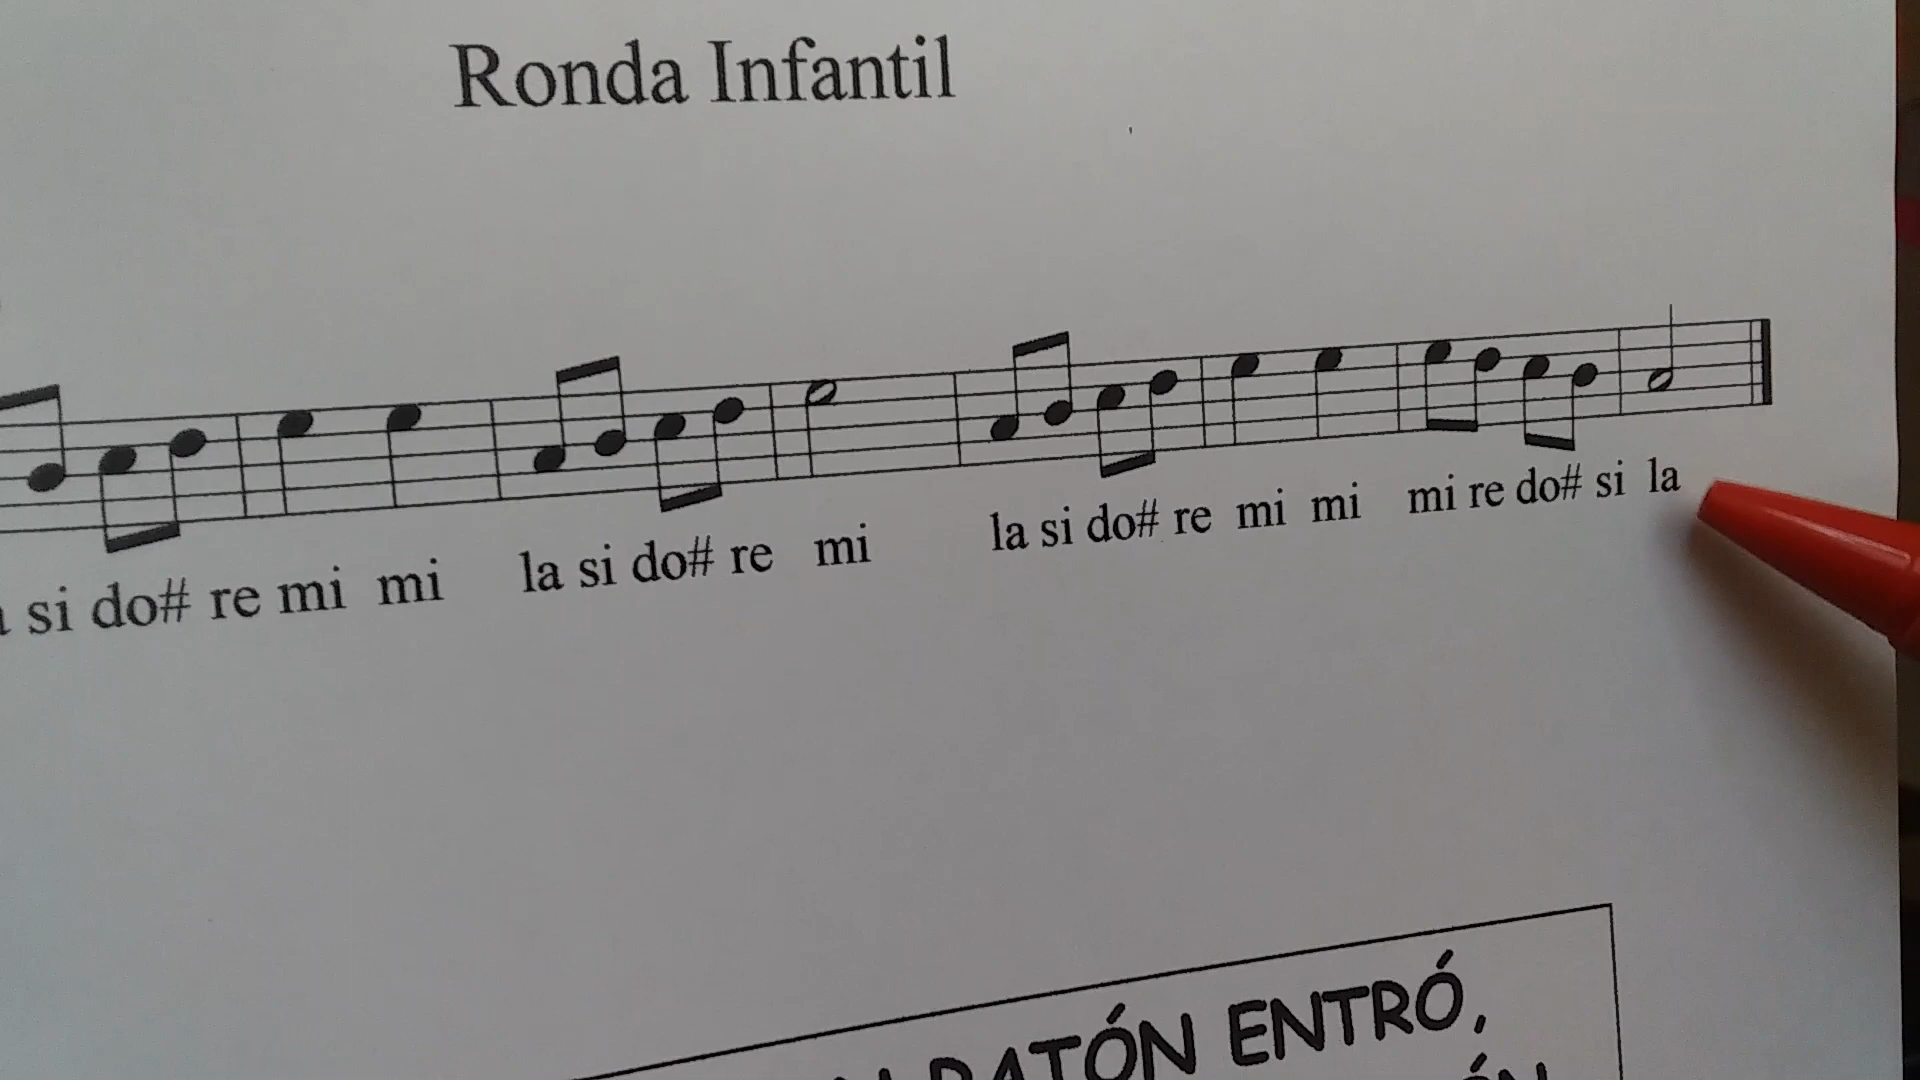 Ronda Infantil
si do# re mi mi la si do# re mi la si do# re mi mi mi re do# si la
RATÓN ENTRÓ,